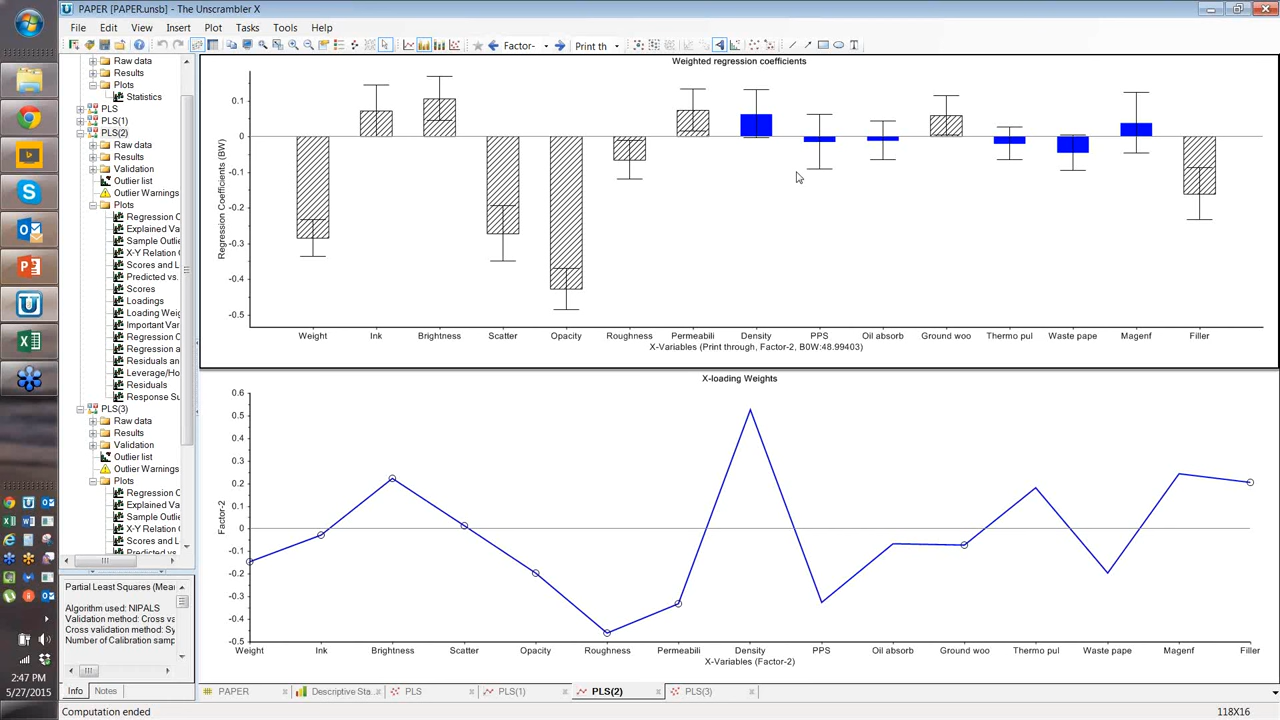 PAPER [PAPER.unsb] - The Unscrambler X
File Edit View Insert Plot Tasks Tools Help
Factor- Print th
Raw data
Results
Plots
Statistics
PLS
PLS(1)
PLS(2)
Raw data
Results
Validation
Outlier list
Outlier Warnings
Plots
Regression C
Explained Va
Sample Outlie
X-Y Relation C
Scores and L
Predicted vs.
Scores
Loadings
Loading Weig
Important Var
Regression C
Regression a
Residuals an
Leverage/Ho
Residuals
Response Su
PLS(3)
Raw data
Results
Validation
Outlier list
Outlier Warnings
Plots
Regression C
Explained Va
Sample Outlie
X-Y Relation C
Scores and L
Predicted vs
Partial Least Squares (Mear
Algorithm used: NIPALS
Validation method: Cross va
Cross validation method: Sy
Number of Calibration samp
Info Notes
Weighted regression coefficients
Regression Coefficients (BW)
0.1
0
-0.1
-0.2
-0.3
-0.4
-0.5
Weight Ink Brightness Scatter Opacity Roughness Permeabili Density PPS Oil absorb Ground woo Thermo pul Waste pape Magenf Filler
X-Variables (Print through, Factor-2, B0W:48.99403)
X-loading Weights
Factor-2
0.6
0.5
0.4
0.3
0.2
0.1
0
-0.1
-0.2
-0.3
-0.4
-0.5
Weight Ink Brightness Scatter Opacity Roughness Permeabili Density PPS Oil absorb Ground woo Thermo pul Waste pape Magenf Filler
X-Variables (Factor-2)
PAPER Descriptive Sta... PLS PLS(1) PLS(2) PLS(3)
2:47 PM
5/27/2015
Computation ended 118X16